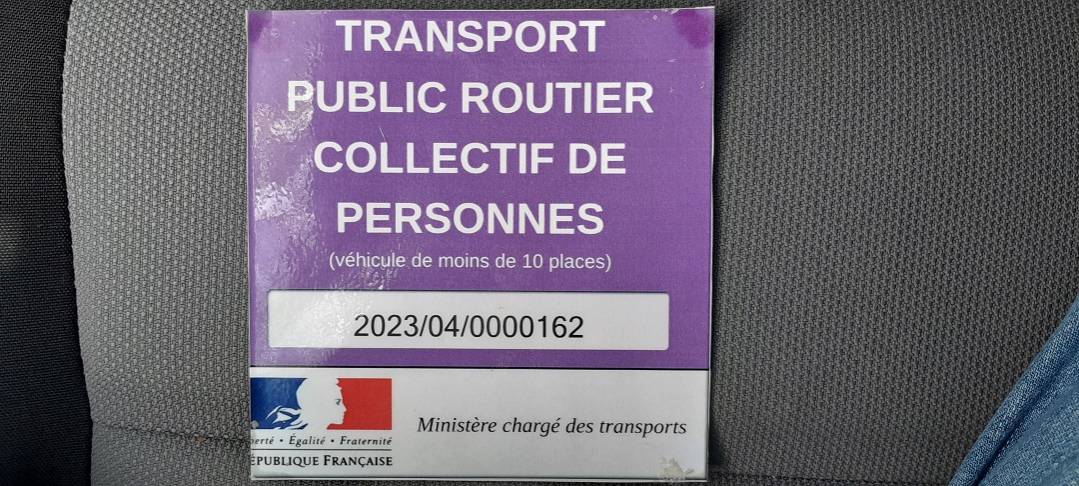 TRANSPORT
PUBLIC ROUTIER
COLLECTIF DE
PERSONNES
(véhicule de moins de 10 places)
2023/04/0000162
Ministère chargé des transports
erté • Égalité • Fraternité
ÉPUBLIQUE FRANÇAISE